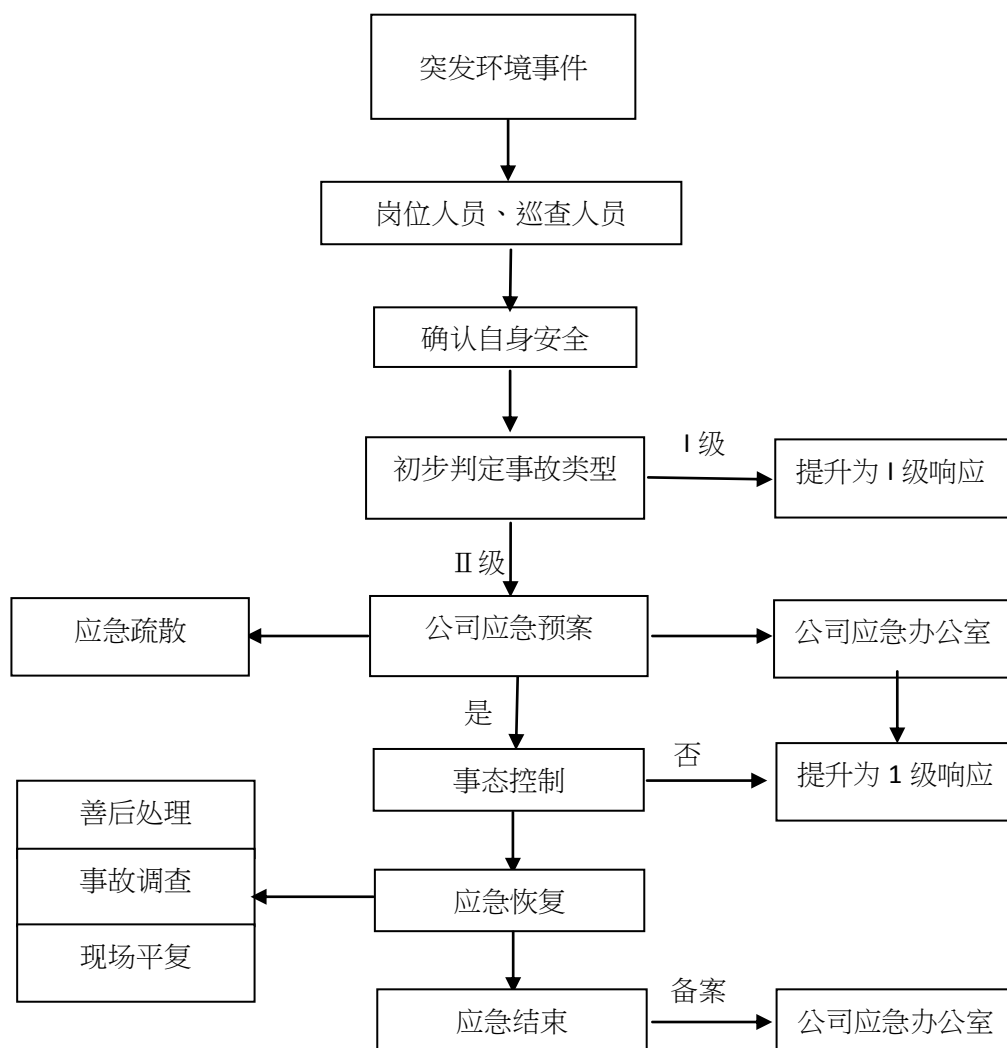 突发环境事件
岗位人员、巡查人员
确认自身安全
初步判定事故类型
I 级
提升为 I 级响应
Ⅱ级
应急疏散
公司应急预案
公司应急办公室
是
事态控制
否
提升为 1 级响应
善后处理
事故调查
现场平复
应急恢复
应急结束
备案
公司应急办公室